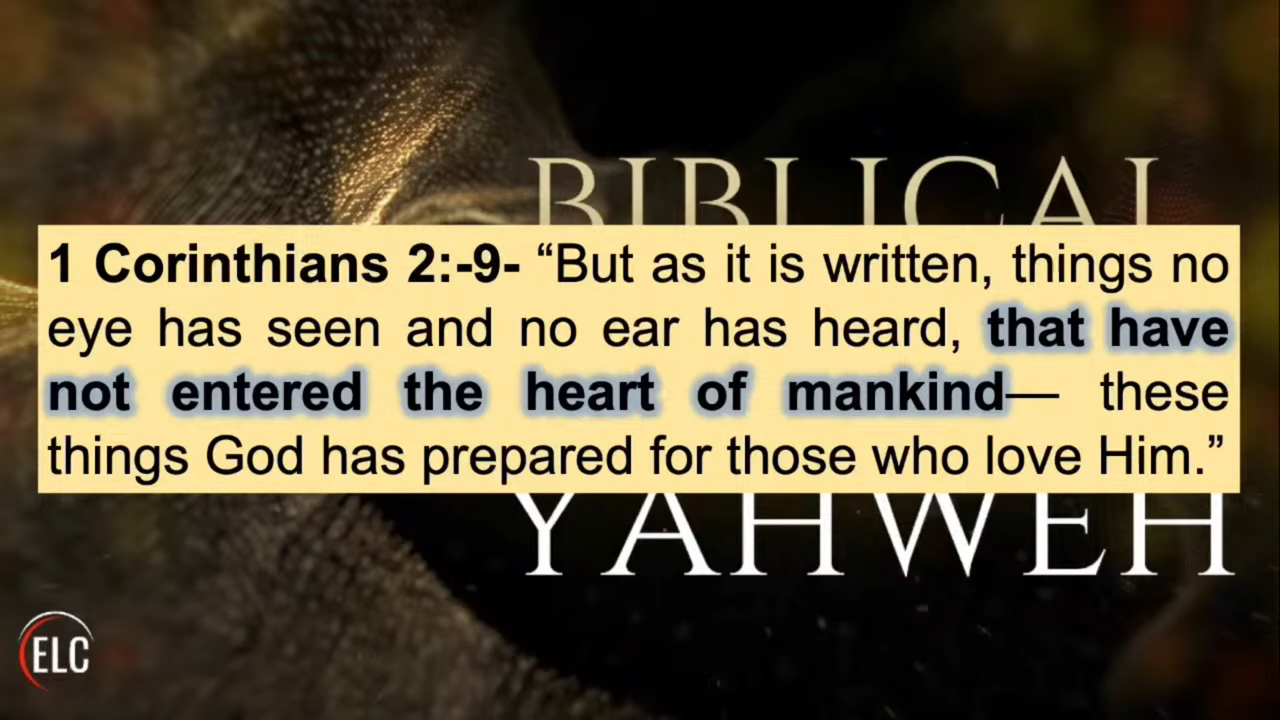 BIBLICAL
1 Corinthians 2:-9- “But as it is written, things no
eye has seen and no ear has heard, that have
not entered the heart of mankind— these
things God has prepared for those who love Him.”
YAHWEH
ELC